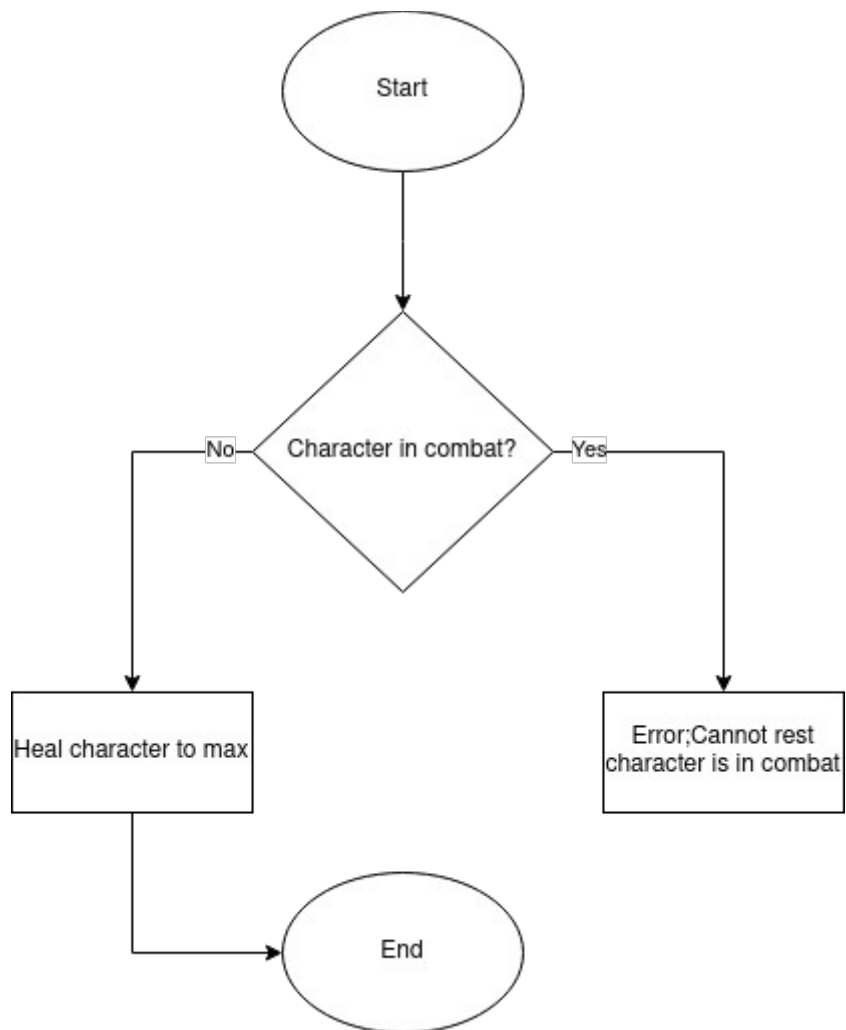 Start
No
Character in combat?
Yes
Heal character to max
Error;Cannot rest
character is in combat
End